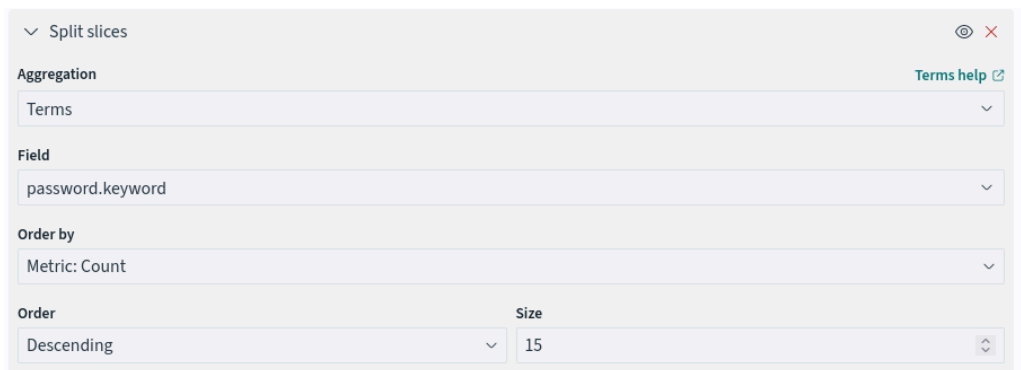 Split slices
Aggregation Terms help
Terms
Field
password.keyword
Order by
Metric: Count
Order Size
Descending 15